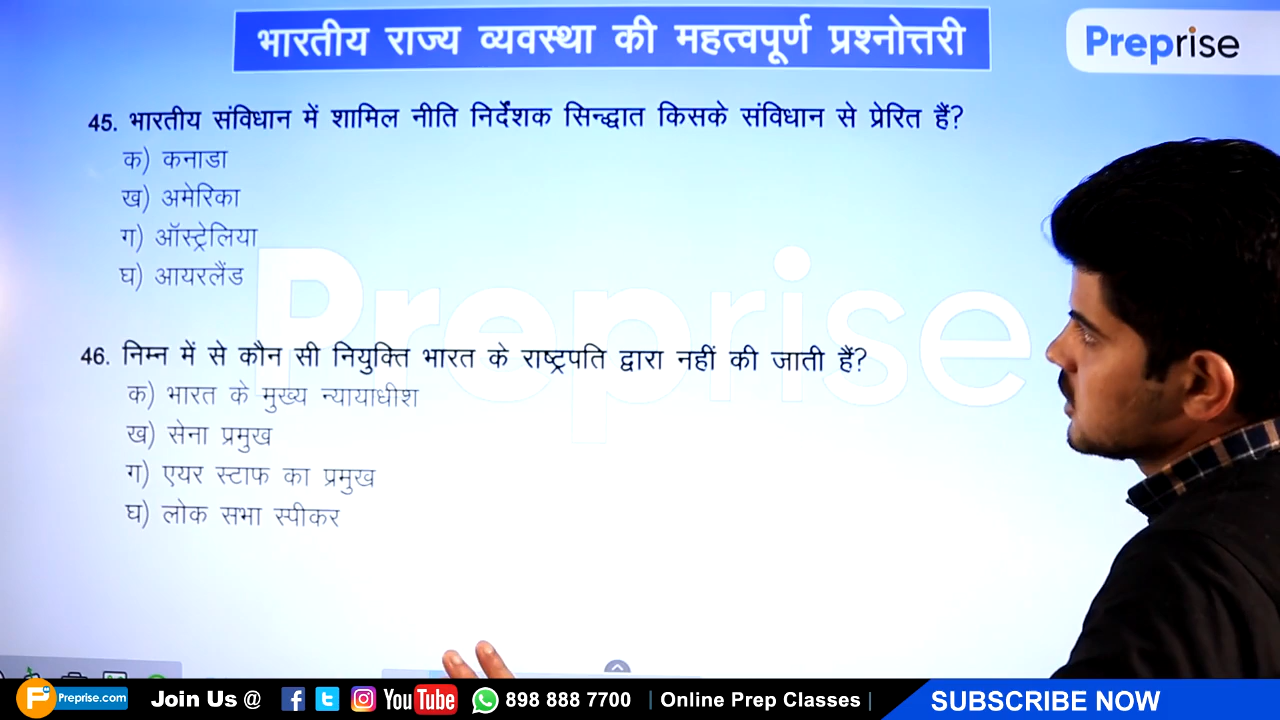 भारतीय राज्य व्यवस्था की महत्वपूर्ण प्रश्नोत्तरी
Preprise
45. भारतीय संविधान में शामिल नीति निर्देंशक सिन्द्धात किसके संविधान से प्रेरित हैं?
क) कनाडा
ख) अमेरिका
ग) ऑस्ट्रेलिया
घ) आयरलैंड
Preprise
46. निम्न में से कौन सी नियुक्ति भारत के राष्ट्रपति द्वारा नहीं की जाती हैं?
क) भारत के मुख्य न्यायाधीश
ख) सेना प्रमुख
ग) एयर स्टाफ का प्रमुख
घ) लोक सभा स्पीकर
Preprise.com Join Us @ YouTube 898 888 7700 | Online Prep Classes | SUBSCRIBE NOW